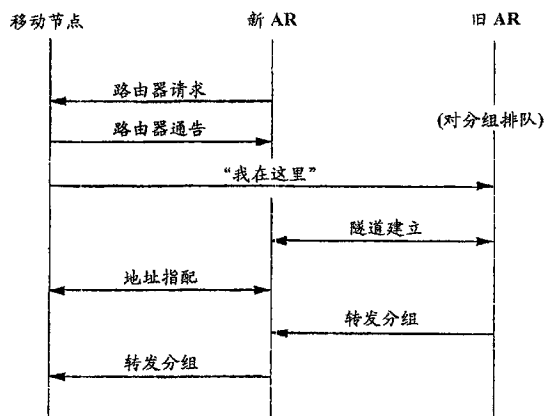 移动节点
新 AR
旧 AR
路由器请求
(对分组排队)
路由器通告
“我在这里”
隧道建立
地址指配
转发分组
转发分组